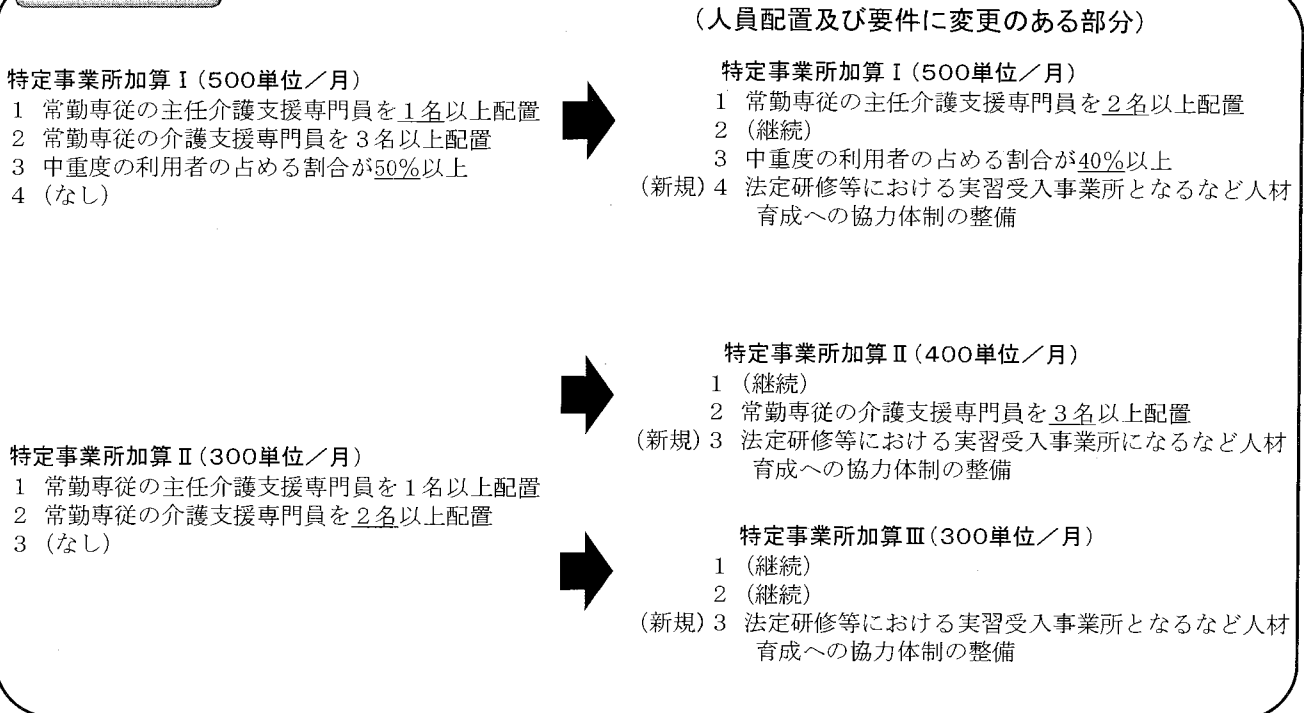 (人員配置及び要件に変更のある部分)
特定事業所加算Ⅰ(500単位/月)
1 常勤専従の主任介護支援専門員を1名以上配置
2 常勤専従の介護支援専門員を3名以上配置
3 中重度の利用者の占める割合が50%以上
4 (なし)
特定事業所加算Ⅰ(500単位/月)
1 常勤専従の主任介護支援専門員を2名以上配置
2 (継続)
3 中重度の利用者の占める割合が40%以上
(新規) 4 法定研修等における実習受入事業所となるなど人材
育成への協力体制の整備
特定事業所加算Ⅱ(300単位/月)
1 常勤専従の主任介護支援専門員を1名以上配置
2 常勤専従の介護支援専門員を2名以上配置
3 (なし)
特定事業所加算Ⅱ(400単位/月)
1 (継続)
2 常勤専従の介護支援専門員を3名以上配置
(新規) 3 法定研修等における実習受入事業所になるなど人材
育成への協力体制の整備
特定事業所加算Ⅲ(300単位/月)
1 (継続)
2 (継続)
(新規) 3 法定研修等における実習受入事業所となるなど人材
育成への協力体制の整備